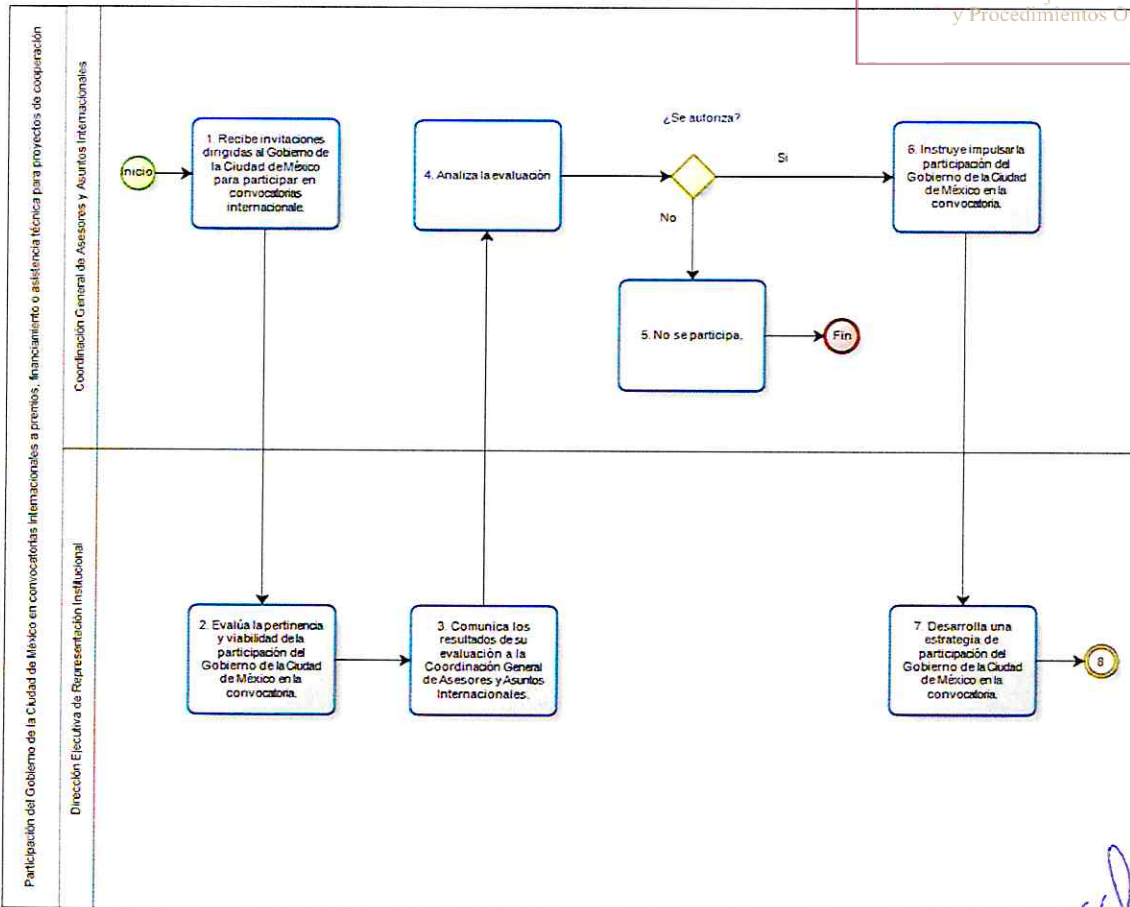 y Procedimientos O
Participación del Gobierno de la Ciudad de México en convocatorias internacionales a premios, financiamiento o asistencia técnica para proyectos de cooperación
Coordinación General de Asesores y Asuntos Internacionales
Inicio
1. Recibe invitaciones
dirigidas al Gobierno de
la Ciudad de México
para participar en
convocatorias
internacionale.
4. Analiza la evaluación
¿Se autoriza?
Si
No
6. Instruye impulsar la
participación del
Gobierno de la Ciudad
de México en la
convocatoria.
5. No se participa.
Fin
Dirección Ejecutiva de Representación Institucional
2. Evalúa la pertinencia
y viabilidad de la
participación del
Gobierno de la Ciudad
de México en la
convocatoria.
3. Comunica los
resultados de su
evaluación a la
Coordinación General
de Asesores y Asuntos
Internacionales.
7. Desarrolla una
estrategia de
participación del
Gobierno de la Ciudad
de México en la
convocatoria.
8